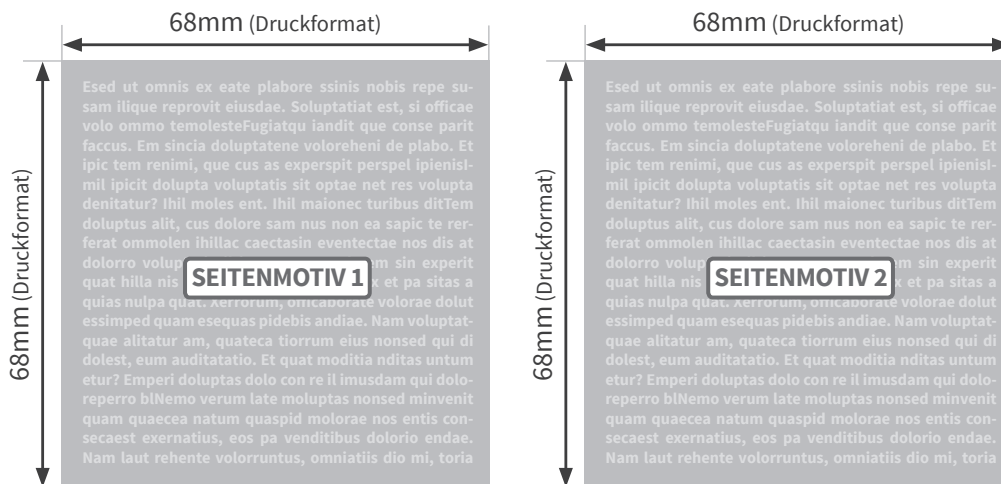 68mm (Druckformat)
68mm (Druckformat)
Esed ut omnis ex eate plabore ssinis nobis repe su-
sam ilique reprovit eiusdae. Soluptatiat est, si officae
volo ommo temolesteFugiatqu iandit que conse parit
faccus. Em sincia doluptatene voloreheni de plabo. Et
ipic tem renimi, que cus as experspit perspel ipienisl-
mil ipicit dolupta voluptatis sit optae net res volupta
denitatur? Ihil moles ent. Ihil maionec turibus ditTem
doluptus alit, cus dolore sam nus non ea sapic te rer-
ferat ommolen ihillac caectasin eventectae nos dis at
dolorro volup em sin experit
quat hilla nis x et pa sitas a
SEITENMOTIV 1
quias nulpa quat. Xerrorum, omcaborate volorae dolut
essimped quam esequas pidebis andiae. Nam voluptat-
quae alitatur am, quateca tiorrum eius nonsed qui di
dolest, eum auditatatio. Et quat moditia nditas untum
etur? Emperi doluptas dolo con re il imusdam qui dolo-
reperro blNemo verum late moluptas nonsed minvenit
quam quaecea natum quaspid molorae nos entis con-
secaest exernatius, eos pa venditibus dolorio endae.
Nam laut rehente volorruntus, omniatiis dio mi, toria
68mm (Druckformat)
68mm (Druckformat)
Esed ut omnis ex eate plabore ssinis nobis repe su-
sam ilique reprovit eiusdae. Soluptatiat est, si officae
volo ommo temolesteFugiatqu iandit que conse parit
faccus. Em sincia doluptatene voloreheni de plabo. Et
ipic tem renimi, que cus as experspit perspel ipienisl-
mil ipicit dolupta voluptatis sit optae net res volupta
denitatur? Ihil moles ent. Ihil maionec turibus ditTem
doluptus alit, cus dolore sam nus non ea sapic te rer-
ferat ommolen ihillac caectasin eventectae nos dis at
dolorro volup em sin experit
quat hilla nis x et pa sitas a
SEITENMOTIV 2
quias nulpa quat. Xerrorum, omcaborate volorae dolut
essimped quam esequas pidebis andiae. Nam voluptat-
quae alitatur am, quateca tiorrum eius nonsed qui di
dolest, eum auditatatio. Et quat moditia nditas untum
etur? Emperi doluptas dolo con re il imusdam qui dolo-
reperro blNemo verum late moluptas nonsed minvenit
quam quaecea natum quaspid molorae nos entis con-
secaest exernatius, eos pa venditibus dolorio endae.
Nam laut rehente volorruntus, omniatiis dio mi, toria